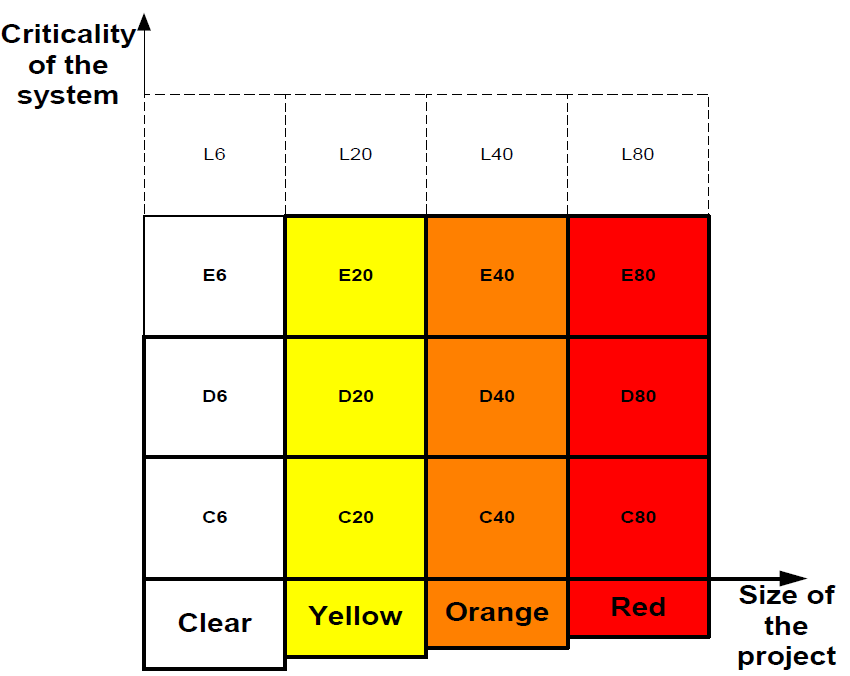 Criticality
of the
system
L6 L20 L40 L80
E6 E20 E40 E80
D6 D20 D40 D80
C6 C20 C40 C80
Clear Yellow Orange Red
Size of
the
project